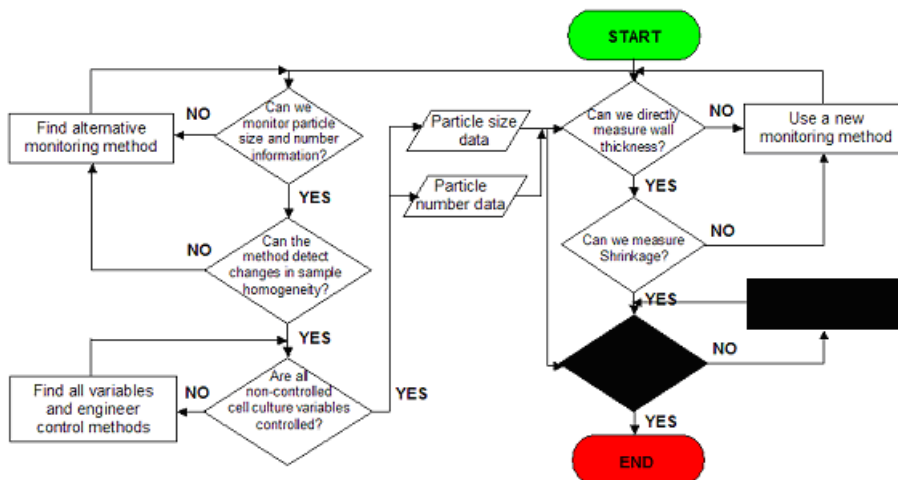 START
Can we
monitor particle
size and number
information?
NO
Find alternative
monitoring method
YES
Can the
method detect
changes in sample
homogeneity?
NO
YES
Are all
non-controlled
cell culture variables
controlled?
NO
Find all variables
and engineer
control methods
YES
Particle size
data
Particle
number data
Can we directly
measure wall
thickness?
NO
Use a new
monitoring method
YES
Can we measure
Shrinkage?
NO
YES
NO
YES
END